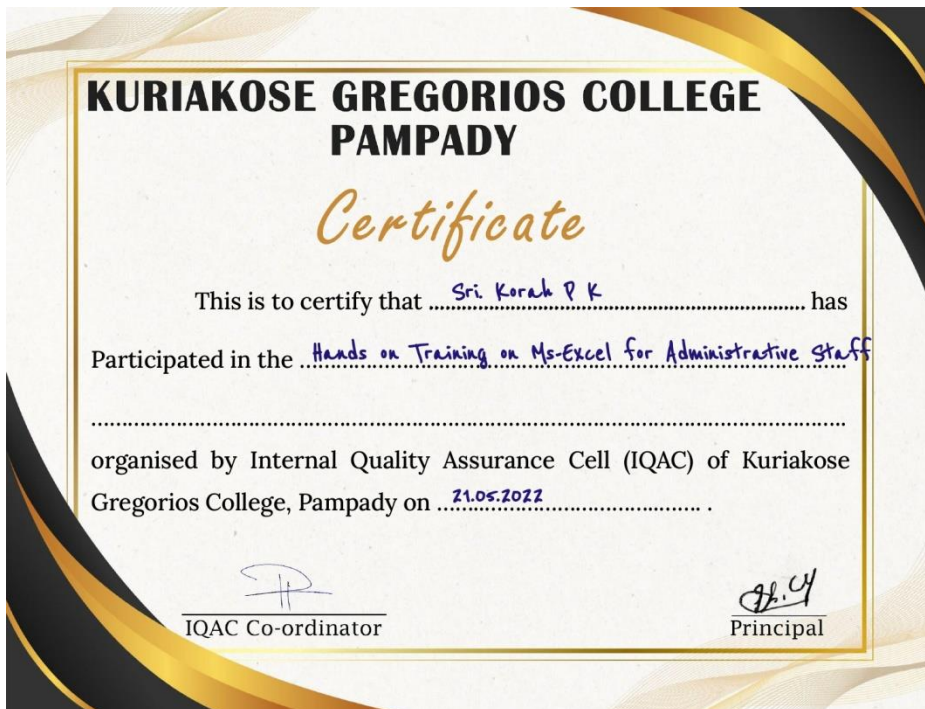 KURIAKOSE GREGORIOS COLLEGE
PAMPADY
Certificate
This is to certify that Sri. Korah P K has
Participated in the Hands on Training on Ms-Excel for Administrative Staff
organised by Internal Quality Assurance Cell (IQAC) of Kuriakose
Gregorios College, Pampady on 21.05.2022 .
IQAC Co-ordinator
Principal